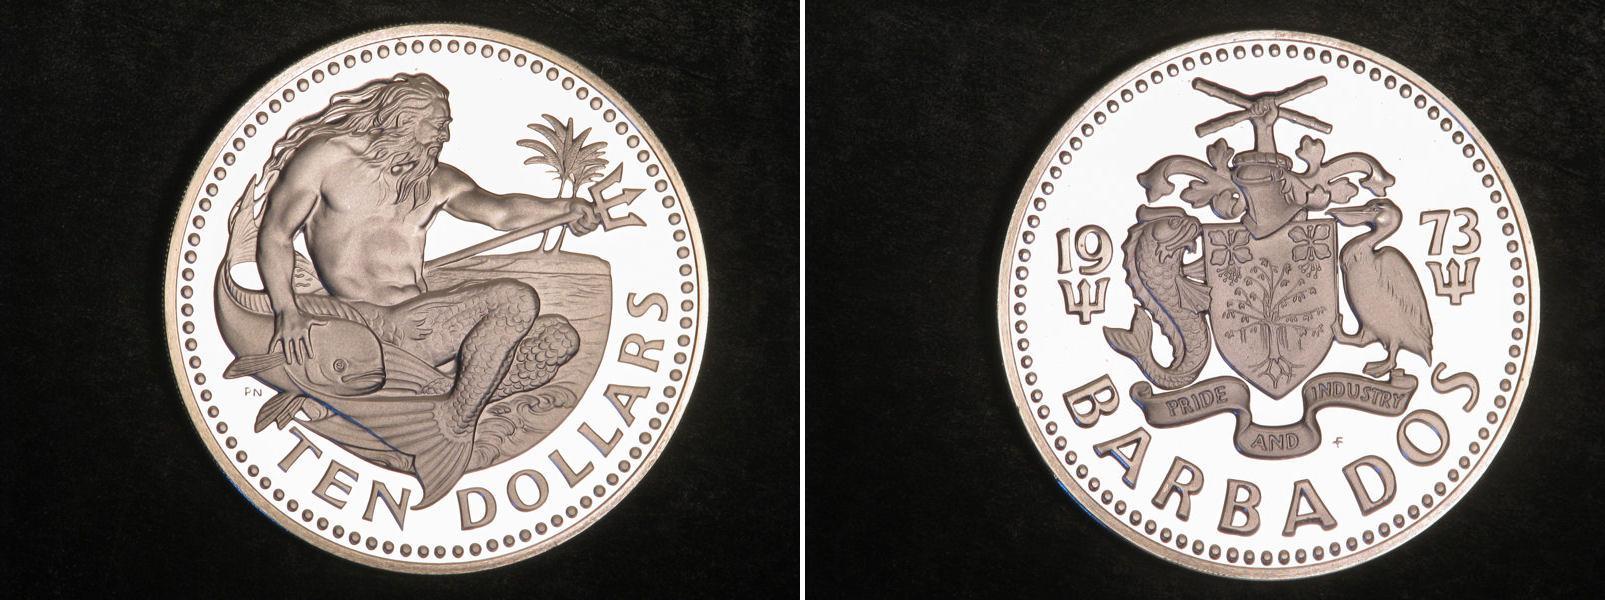 PN
TEN DOLLARS
19 73
PRIDE AND INDUSTRY
F
BARBADOS